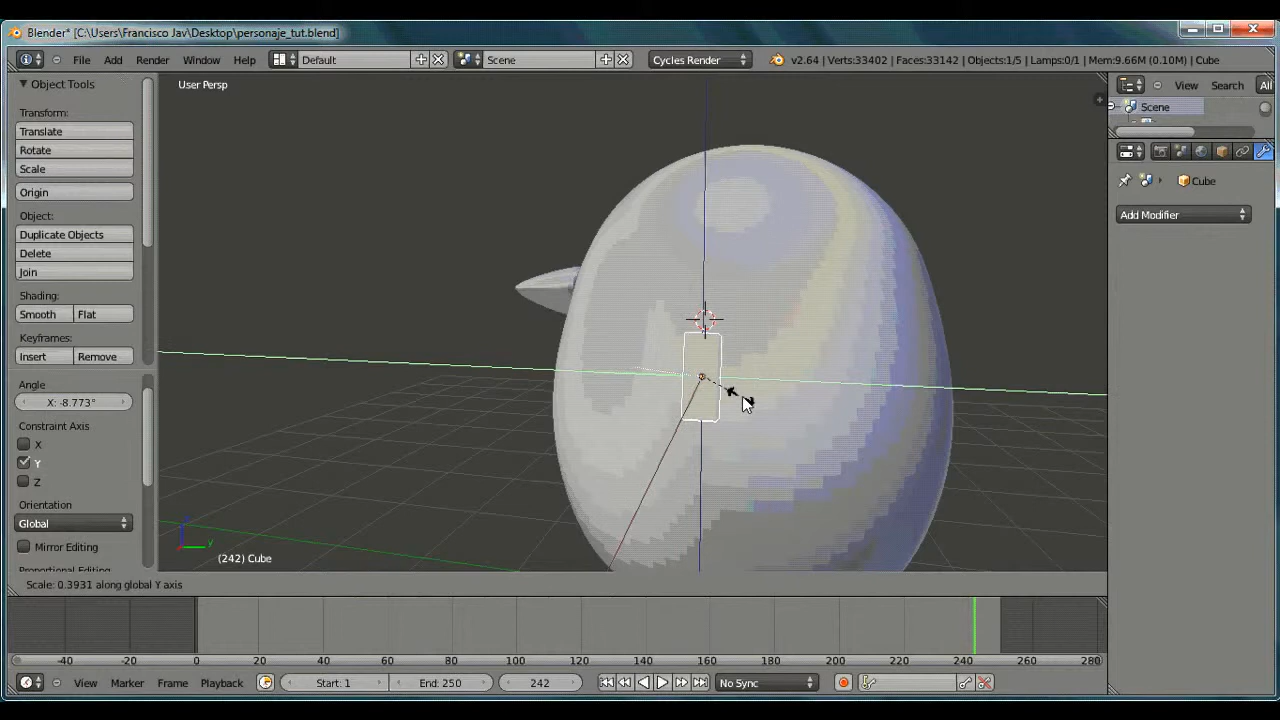 Blender* [C:\Users\Francisco Jav\Desktop\personaje_tut.blend]
File Add Render Window Help Default Scene Cycles Render v2.64 | Verts:33402 | Faces:33142 | Objects:1/5 | Lamps:0/1 | Mem:9.66M (0.10M) | Cube
Object Tools
User Persp
View Search All
Scene
Transform:
Translate
Rotate
Scale
Origin
Object:
Duplicate Objects
Delete
Join
Shading:
Smooth Flat
Keyframes:
Insert Remove
Angle
X: -8.773°
Constraint Axis
X
Y
Z
Orientation
Global
Mirror Editing
Cube
Add Modifier
z
y
(242) Cube
Scale: 0.3931 along global Y axis
-40 -20 0 20 40 60 80 100 120 140 160 180 200 220 240 260 280
View Marker Frame Playback Start: 1 End: 250 242 No Sync